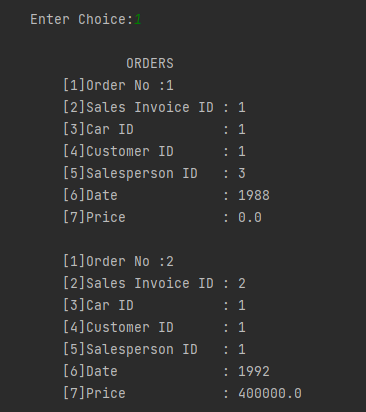 Enter Choice:1
ORDERS
[1]Order No :1
[2]Sales Invoice ID : 1
[3]Car ID           : 1
[4]Customer ID      : 1
[5]Salesperson ID   : 3
[6]Date             : 1988
[7]Price            : 0.0
[1]Order No :2
[2]Sales Invoice ID : 2
[3]Car ID           : 1
[4]Customer ID      : 1
[5]Salesperson ID   : 1
[6]Date             : 1992
[7]Price            : 400000.0